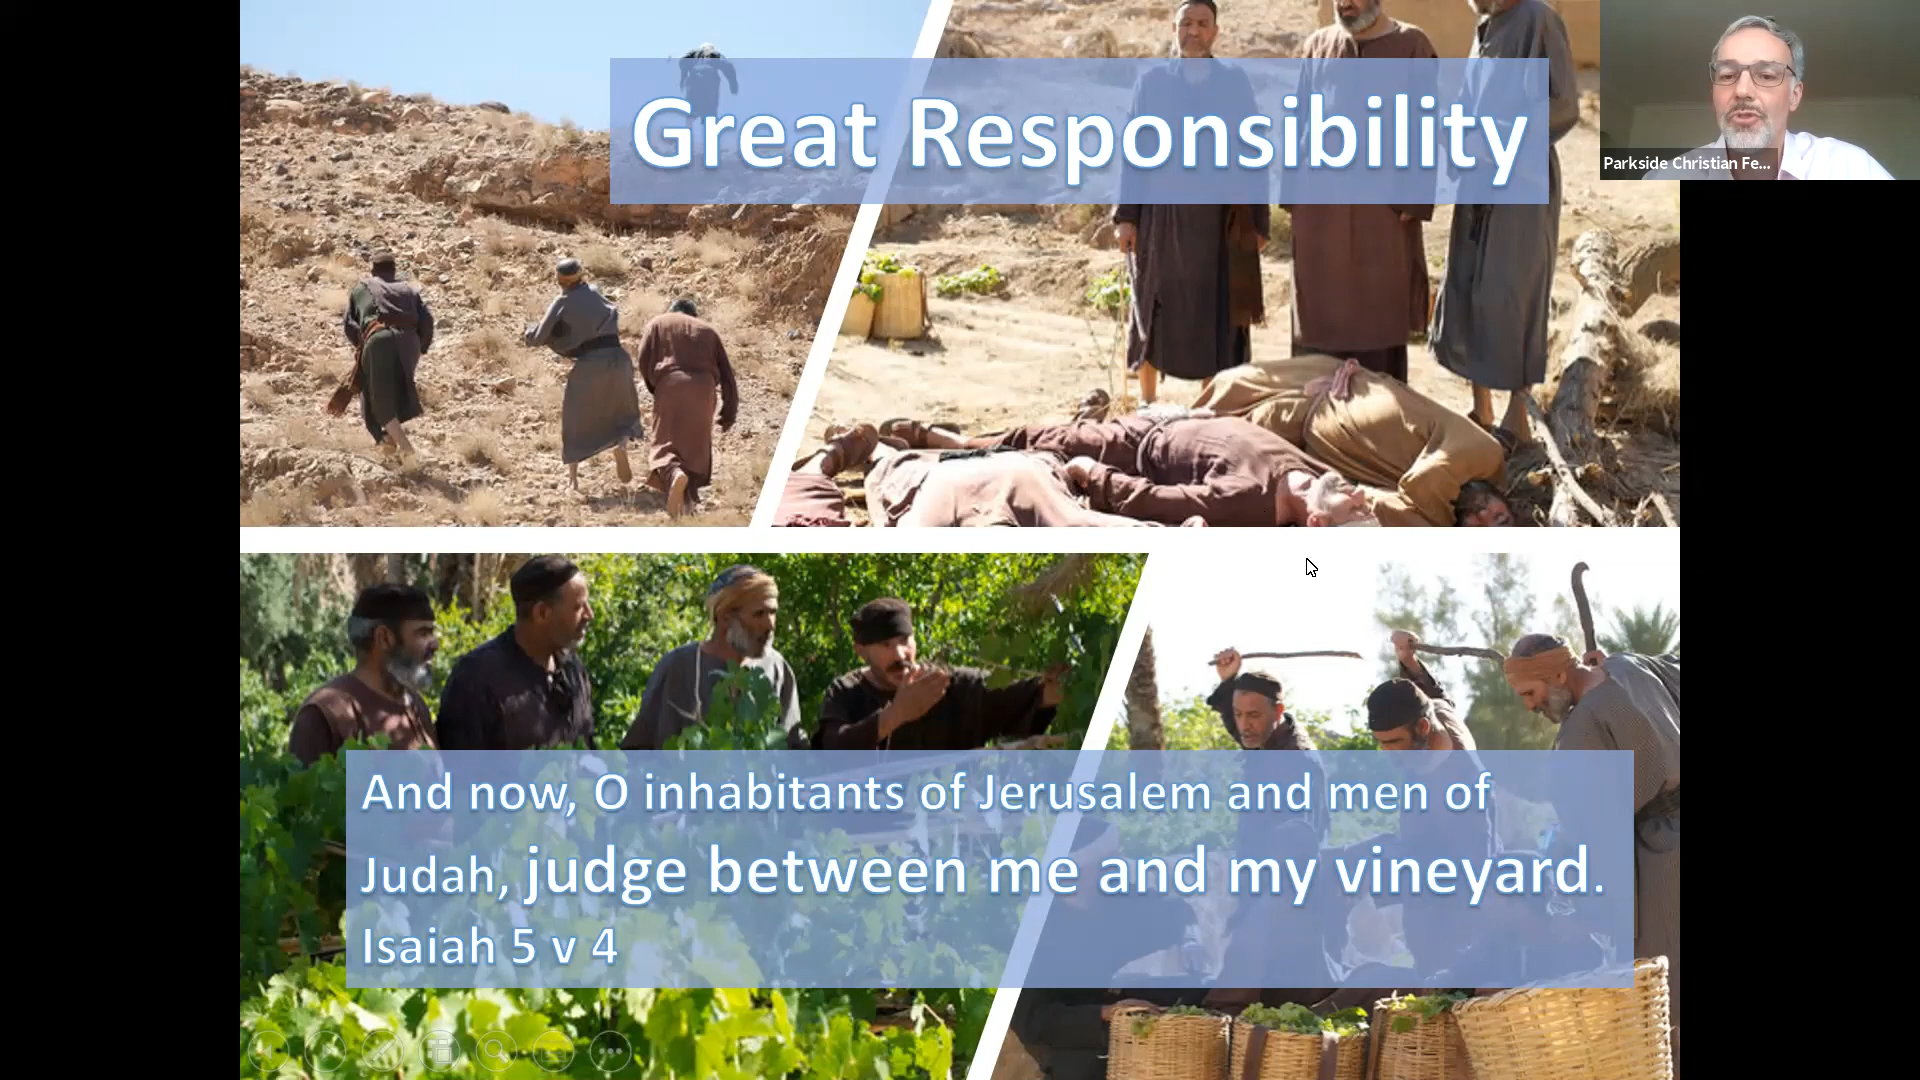 Great Responsibility
Parkside Christian Fe...
And now, O inhabitants of Jerusalem and men of
Judah, judge between me and my vineyard.
Isaiah 5 v 4